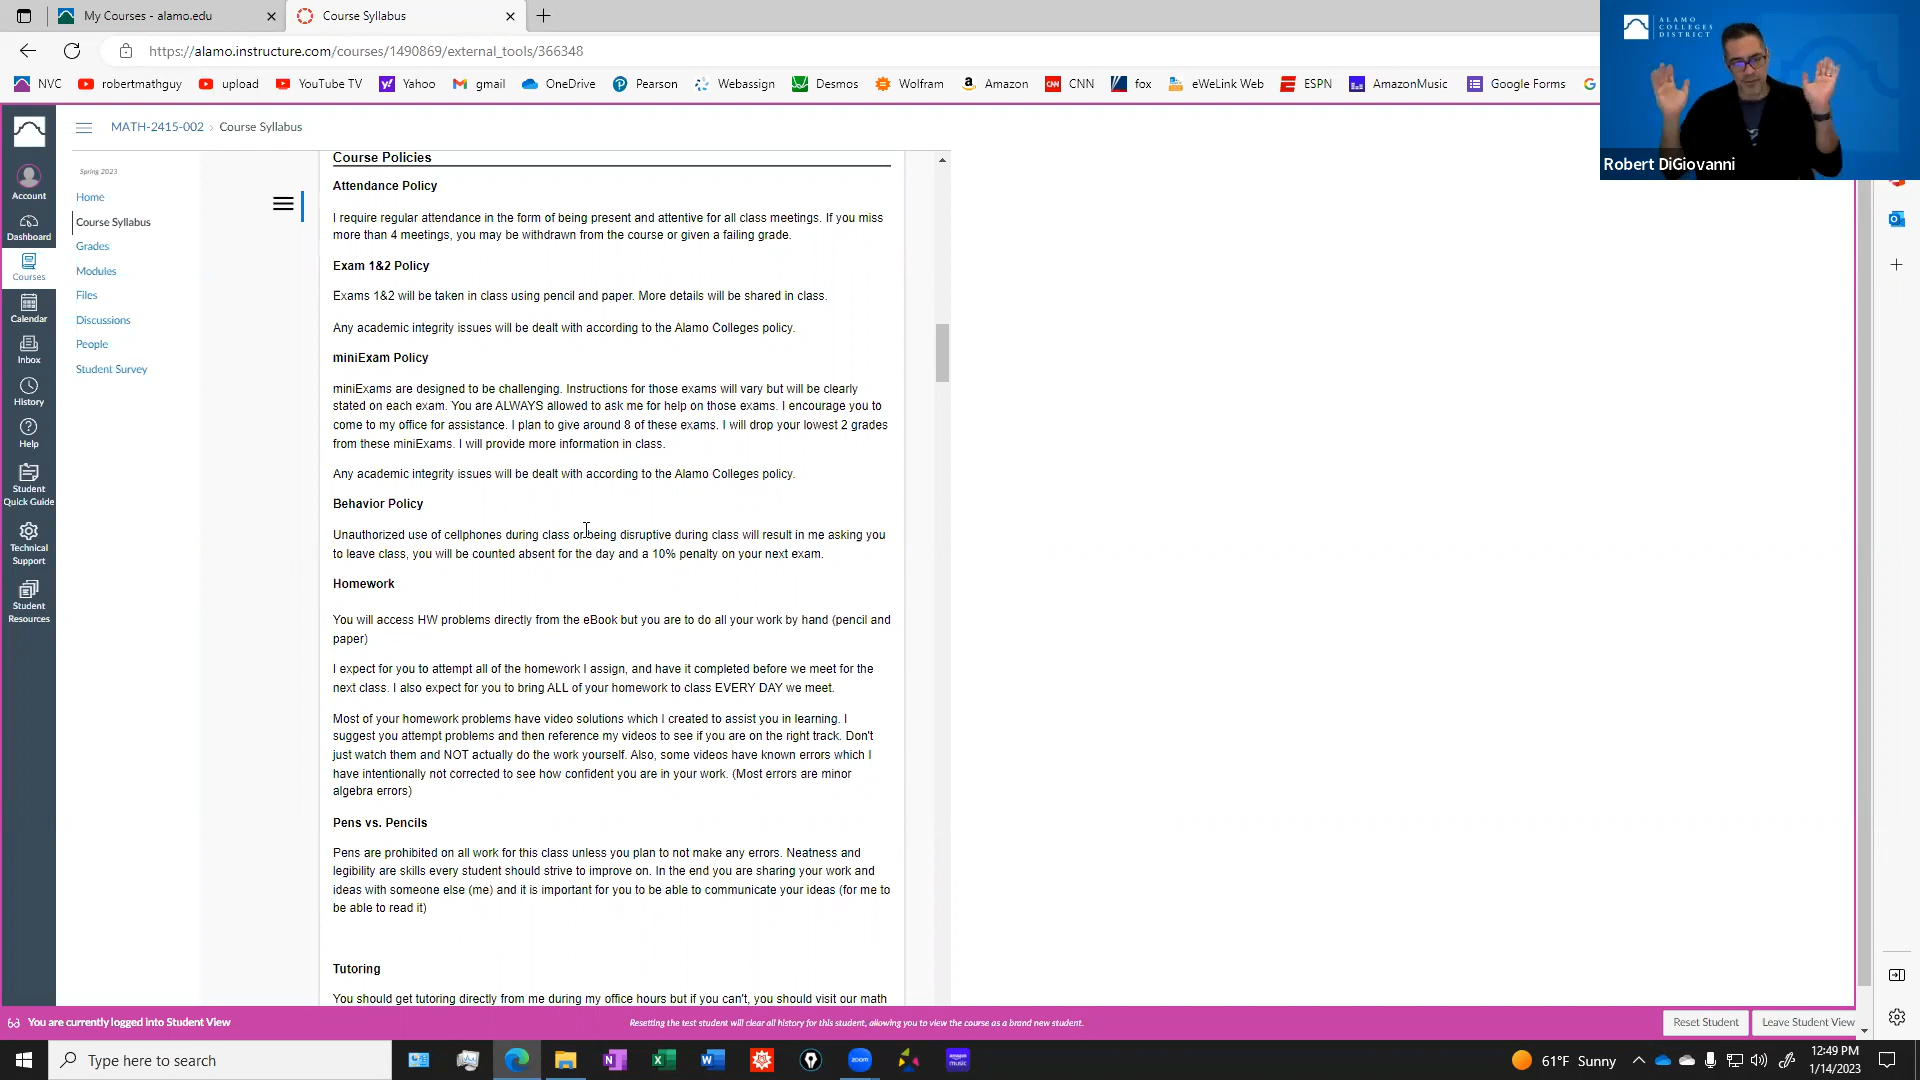 My Courses - alamo.edu
Course Syllabus
https://alamo.instructure.com/courses/1490869/external_tools/366348
NVC
robertmathguy
upload
YouTube TV
Yahoo
gmail
OneDrive
Pearson
Webassign
Desmos
Wolfram
Amazon
CNN
fox
eWeLink Web
ESPN
AmazonMusic
Google Forms
ALAMO
COLLEGES
DISTRICT
Robert DiGiovanni
MATH-2415-002 › Course Syllabus
Account
Dashboard
Courses
Calendar
Inbox
History
Help
Student
Quick Guide
Technical
Support
Student
Resources
Spring 2023
Home
Course Syllabus
Grades
Modules
Files
Discussions
People
Student Survey
Course Policies
Attendance Policy
I require regular attendance in the form of being present and attentive for all class meetings. If you miss
more than 4 meetings, you may be withdrawn from the course or given a failing grade.
Exam 1&2 Policy
Exams 1&2 will be taken in class using pencil and paper. More details will be shared in class.
Any academic integrity issues will be dealt with according to the Alamo Colleges policy.
miniExam Policy
miniExams are designed to be challenging. Instructions for those exams will vary but will be clearly
stated on each exam. You are ALWAYS allowed to ask me for help on those exams. I encourage you to
come to my office for assistance. I plan to give around 8 of these exams. I will drop your lowest 2 grades
from these miniExams. I will provide more information in class.
Any academic integrity issues will be dealt with according to the Alamo Colleges policy.
Behavior Policy
Unauthorized use of cellphones during class or being disruptive during class will result in me asking you
to leave class, you will be counted absent for the day and a 10% penalty on your next exam.
Homework
You will access HW problems directly from the eBook but you are to do all your work by hand (pencil and
paper)
I expect for you to attempt all of the homework I assign, and have it completed before we meet for the
next class. I also expect for you to bring ALL of your homework to class EVERY DAY we meet.
Most of your homework problems have video solutions which I created to assist you in learning. I
suggest you attempt problems and then reference my videos to see if you are on the right track. Don't
just watch them and NOT actually do the work yourself. Also, some videos have known errors which I
have intentionally not corrected to see how confident you are in your work. (Most errors are minor
algebra errors)
Pens vs. Pencils
Pens are prohibited on all work for this class unless you plan to not make any errors. Neatness and
legibility are skills every student should strive to improve on. In the end you are sharing your work and
ideas with someone else (me) and it is important for you to be able to communicate your ideas (for me to
be able to read it)
Tutoring
You should get tutoring directly from me during my office hours but if you can't, you should visit our math
You are currently logged into Student View
Resetting the test student will clear all history for this student, allowing you to view the course as a brand new student.
Reset Student
Leave Student View
Type here to search
zoom
amazon
music
61°F Sunny
12:49 PM
1/14/2023